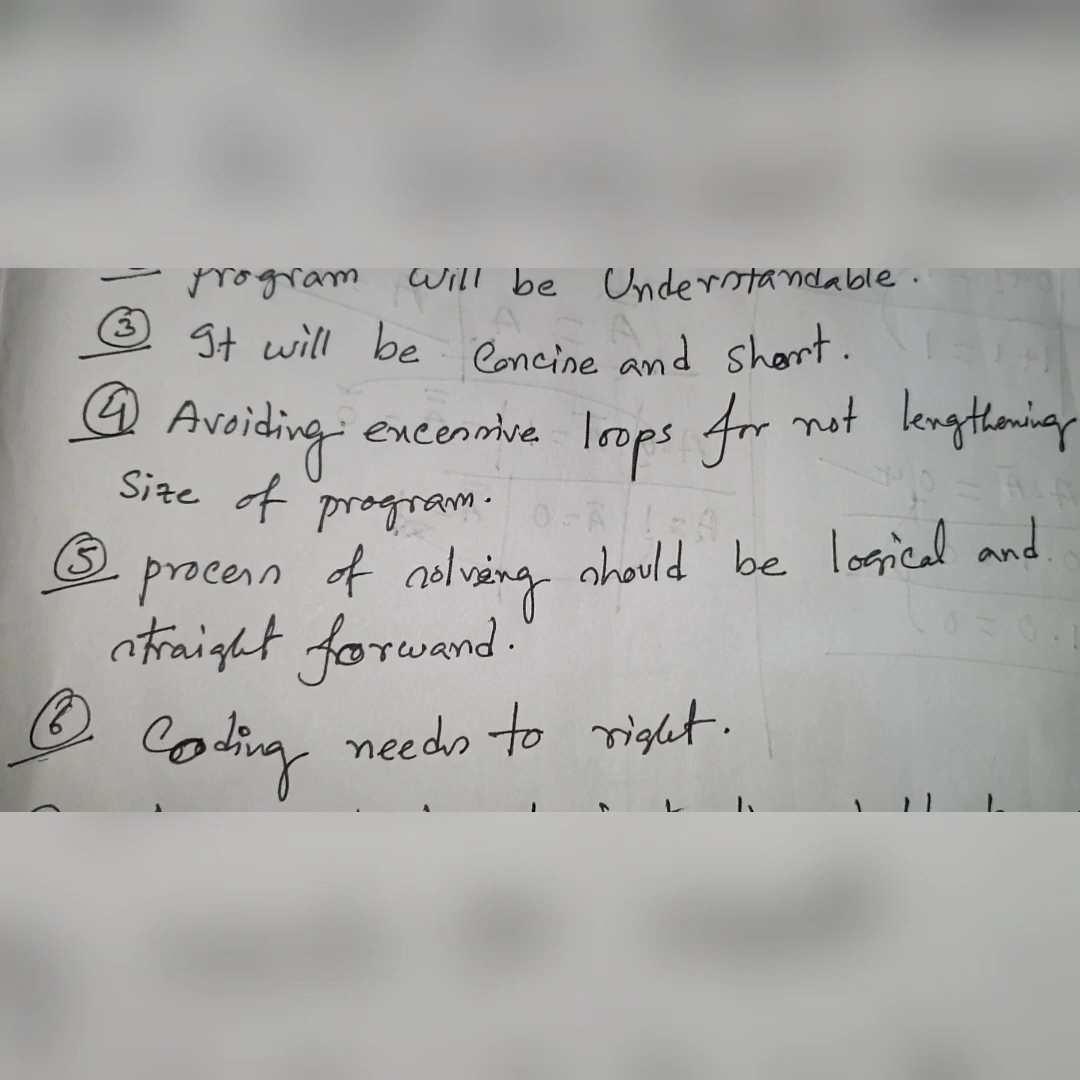 program will be Understandable.
③ It will be Concise and short.
④ Avoiding excessive loops for not lengthening
Size of program.
⑤ process of solving should be logical and
straight forward.
⑥ Coding needs to right.